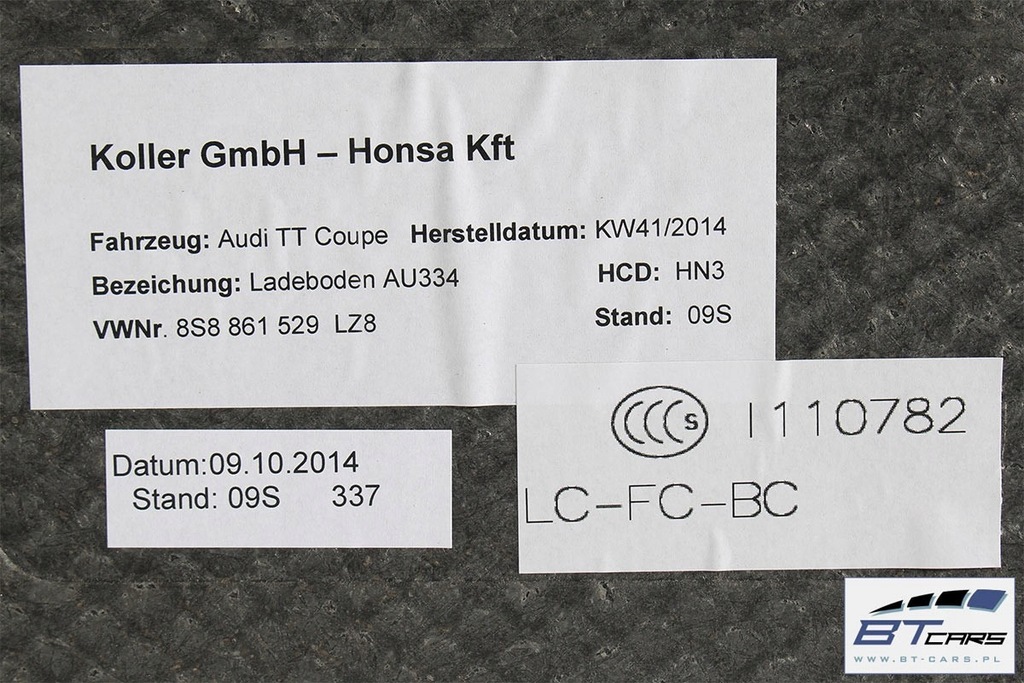 Koller GmbH – Honsa Kft
Fahrzeug: Audi TT Coupe Herstelldatum: KW41/2014
Bezeichung: Ladeboden AU334 HCD: HN3
VWNr. 8S8 861 529 LZ8 Stand: 09S
CCC S I110782
LC-FC-BC
Datum:09.10.2014
Stand: 09S 337
BT CARS
WWW.BT-CARS.PL